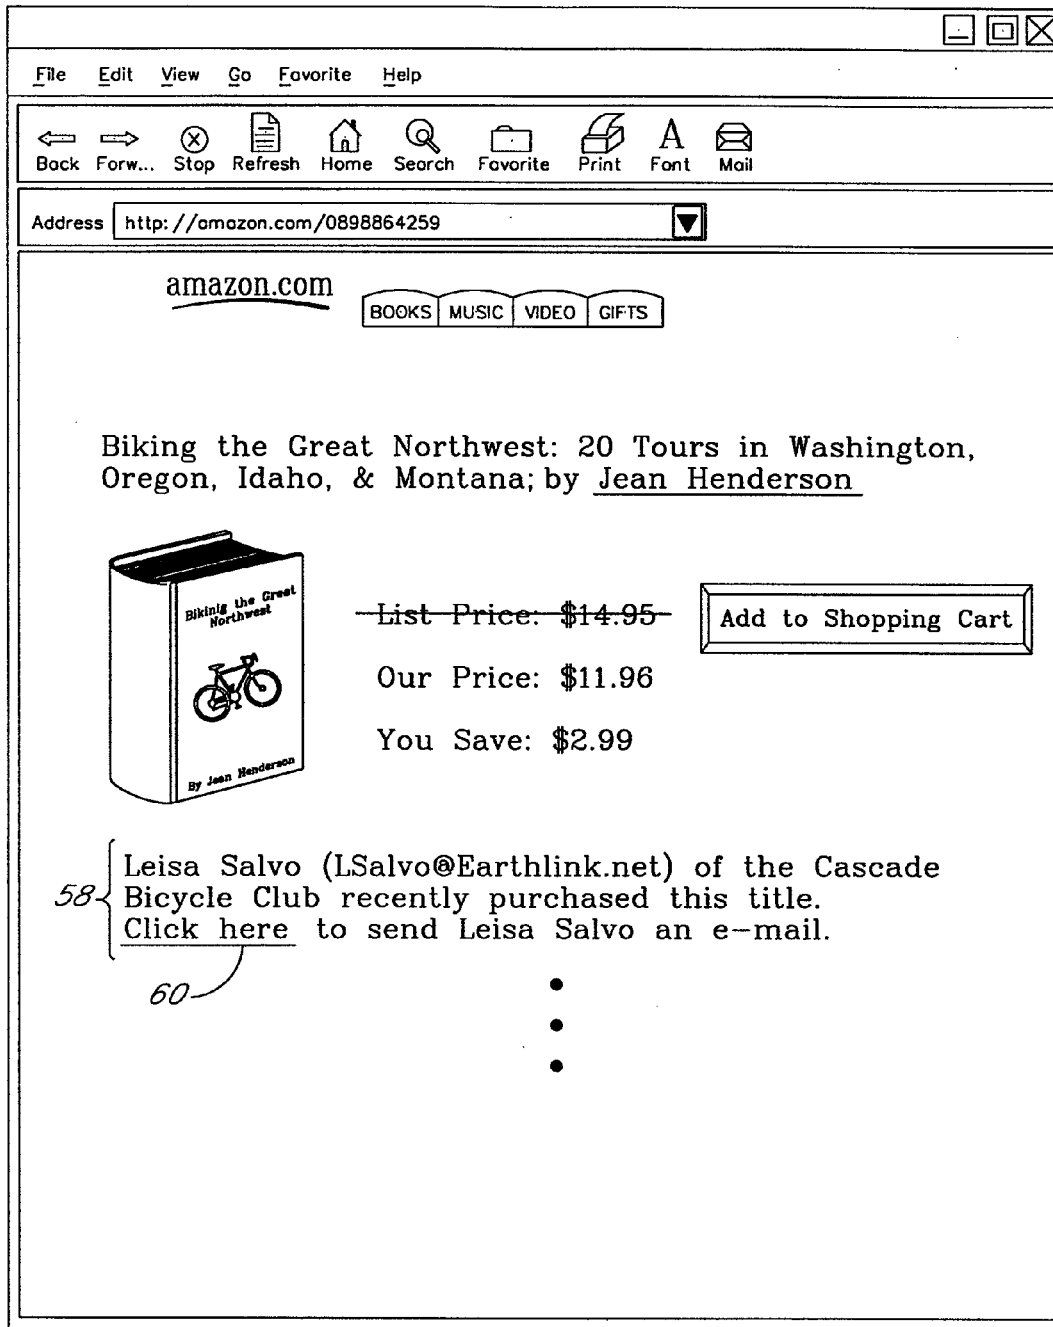 File Edit View Go Favorite Help
Back Forw... Stop Refresh Home Search Favorite Print Font Mail
Address http://amazon.com/0898864259
amazon.com
BOOKS MUSIC VIDEO GIFTS
Biking the Great Northwest: 20 Tours in Washington,
Oregon, Idaho, & Montana; by Jean Henderson
Bikinig the Great
Northwest
By Jean Henderson
List Price: $14.95
Our Price: $11.96
You Save: $2.99
Add to Shopping Cart
58
Leisa Salvo (LSalvo@Earthlink.net) of the Cascade
Bicycle Club recently purchased this title.
Click here to send Leisa Salvo an e-mail.
60